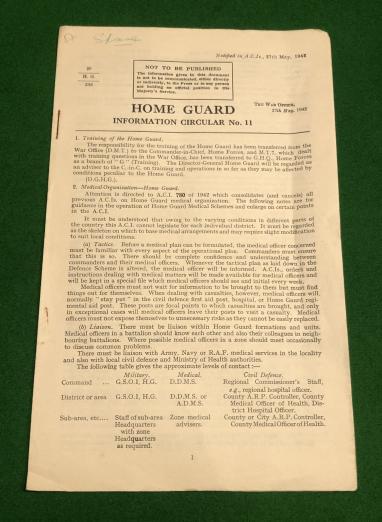 Notified in A.C.Is., 27th May, 1942
20
H. G.
NOT TO BE PUBLISHED
The information given in this document
is not to be communicated, either directly
or indirectly, to the Press or to any person
not holding an official position in His
Majesty's Service.
HOME GUARD
THE WAR OFFICE,
27th May, 1942
INFORMATION CIRCULAR No. 11
1. Training of the Home Guard.
The responsibility for the training of the Home Guard has been transferred from the
War Office (D.M.T.) to the Commander-in-Chief, Home Forces, and M.T.7, which dealt
with training questions in the War Office, has been transferred to G.H.Q., Home Forces
as a branch of "G" (Training). The Director-General Home Guard will be regarded as
an adviser to the C.-in-C. on training and operations in so far as they may be affected by
conditions peculiar to the Home Guard.
(D.G.H.G.).
2. Medical Organisation—Home Guard.
Attention is directed to A.C.I. 780 of 1942 which consolidates (and cancels) all
previous A.C.Is. on Home Guard medical organisation. The following notes are for
guidance in the operation of Home Guard Medical Schemes and enlarge on certain points
in the A.C.I.
It must be understood that owing to the varying conditions in different parts of
the country this A.C.I. cannot legislate for each individual district. It must be regarded
as the skeleton on which to base medical arrangements and may require slight modification
to suit local conditions.
(a) Tactics. Before a medical plan can be formulated, the medical officer concerned
must be familiar with every aspect of the operational plan. Commanders must ensure
that this is so. There should be complete confidence and understanding between
commanders and their medical officers. Whenever the tactical plan as laid down in the
Defence Scheme is altered, the medical officer will be informed. A.C.Is., orders and
instructions dealing with medical matters will be made available for medical officers and
will be kept in a special file which medical officers should see and initial every week.
Medical officers must not wait for information to be brought to them but must find
things out for themselves. When dealing with casualties, however, medical officers will
normally "stay put" in the civil defence first aid post, hospital, or Home Guard regi-
mental aid post. These posts are focal points to which casualties are brought, and only
in exceptional cases will medical officers leave their posts to visit a casualty. Medical
officers must not expose themselves to unnecessary risks as they cannot be easily replaced.
(b) Liaison. There must be liaison within Home Guard formations and units.
Medical officers in a battalion should know each other and also their colleagues in neigh-
bouring battalions. Where possible medical officers in a zone should meet occasionally
to discuss common problems.
There must be liaison with Army, Navy or R.A.F. medical services in the locality
and also with local civil defence and Ministry of Health authorities.
The following table gives the approximate levels of contact :—
Military. Medical. Civil Defence.
Command ... G.S.O.1, H.G. D.D.M.S. Regional Commissioner's Staff,
e.g., regional hospital officer.
District or area G.S.O.1, H.G. D.D.M.S. or County A.R.P. Controller, County
A.D.M.S. Medical Officer of Health, Dis-
trict Hospital Officer.
Sub-area, etc.... Staff of sub-area Zone medical County or City A.R.P. Controller,
Headquarters advisers. County Medical Officer of Health.
with zone
Headquarters
as required.
1